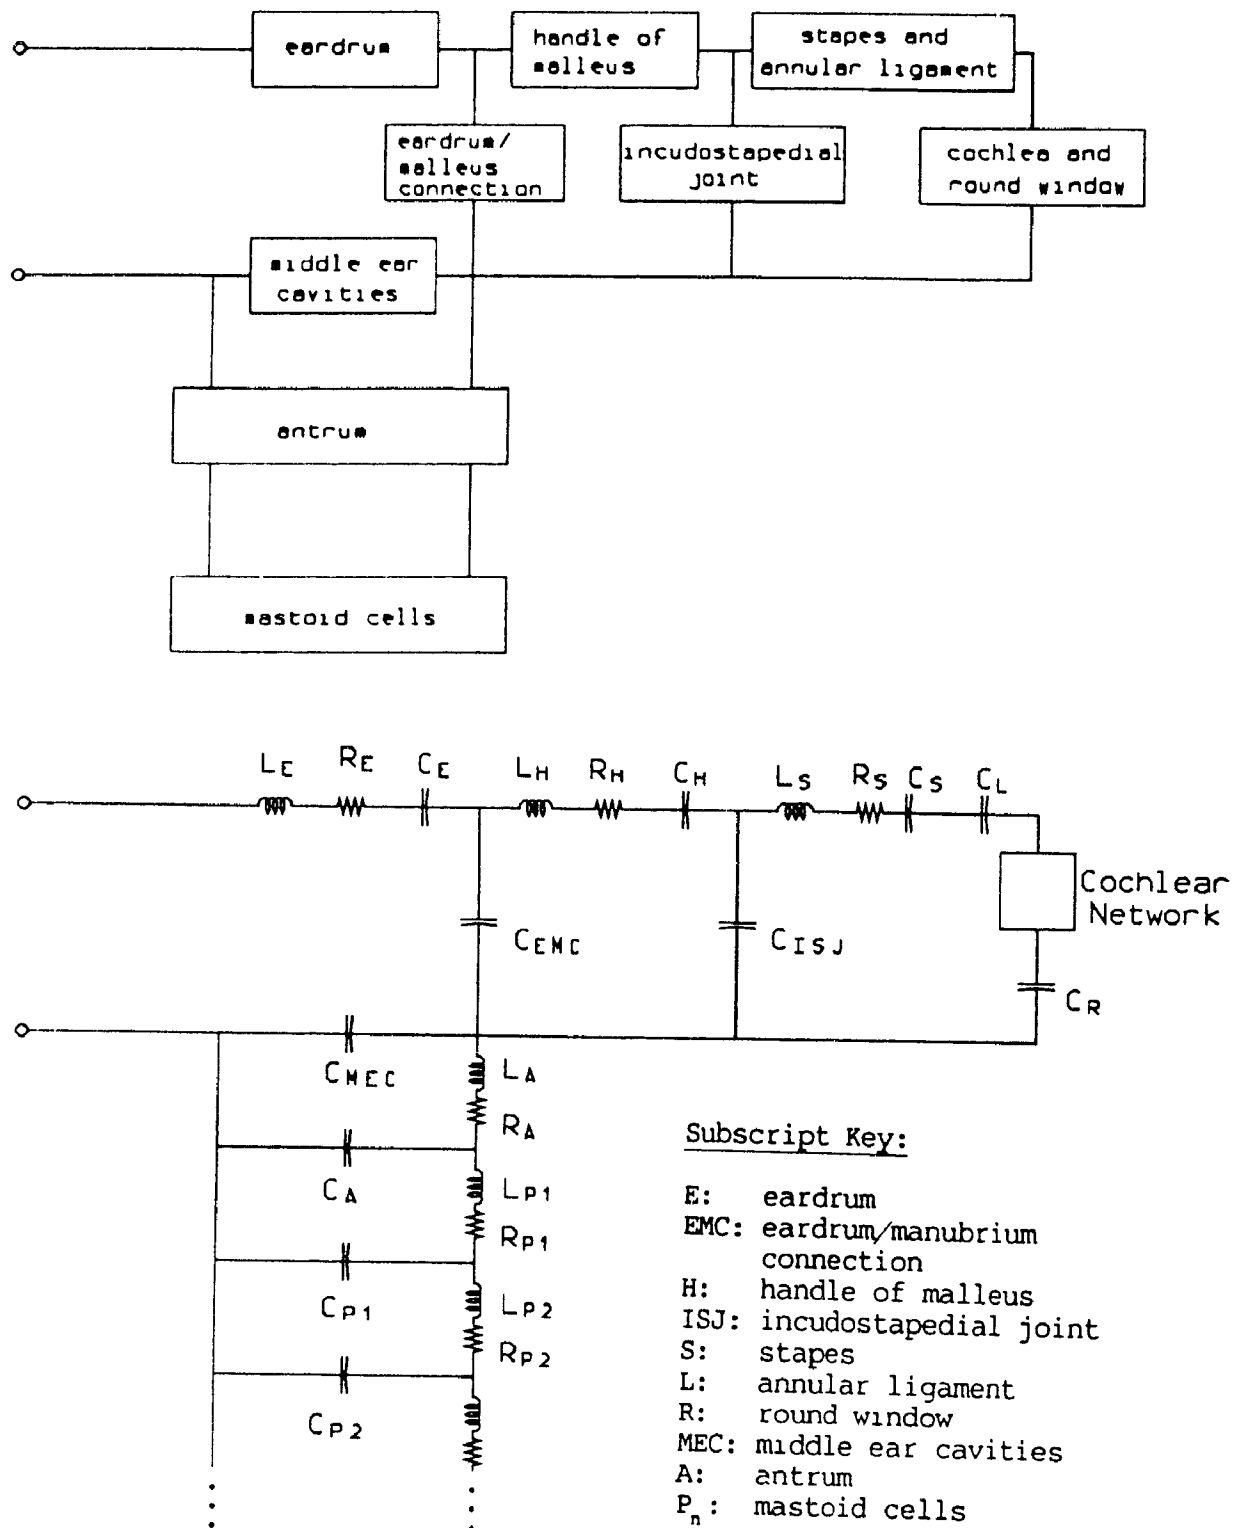 eardrum
handle of
malleus
stapes and
annular ligament
eardrum/
malleus
connection
incudostapedial
joint
cochlea and
round window
middle ear
cavities
antrum
mastoid cells
LE RE CE LH RH CH LS RS CS CL
Cochlear
Network
CEMC
CISJ
CR
CMEC
LA
RA
CA
LP1
RP1
CP1
LP2
RP2
CP2
Subscript Key:
E: eardrum
EMC: eardrum/manubrium
connection
H: handle of malleus
ISJ: incudostapedial joint
S: stapes
L: annular ligament
R: round window
MEC: middle ear cavities
A: antrum
Pn: mastoid cells